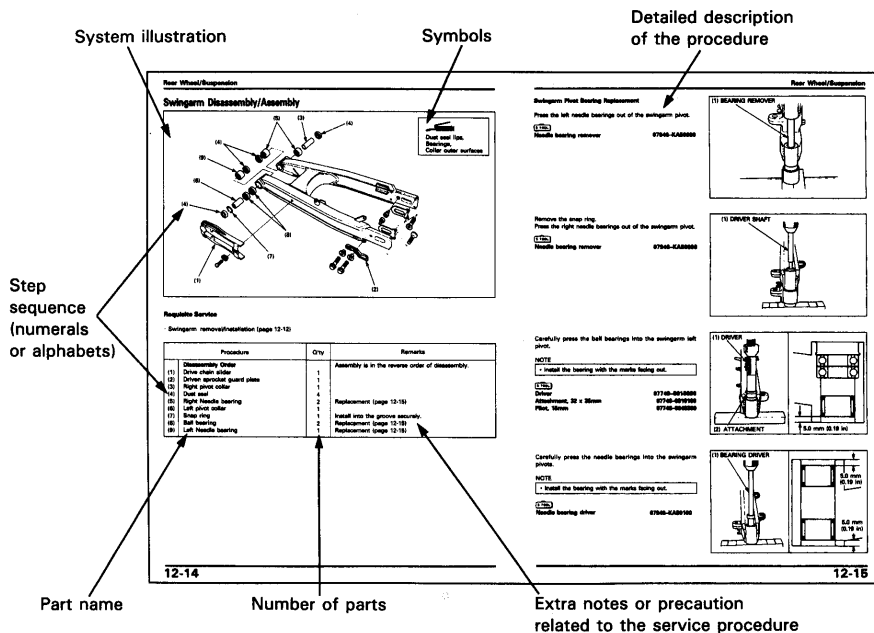 System illustration
Symbols
Detailed description
of the procedure
Rear Wheel/Suspension
Swingarm Disassembly/Assembly
(5)
(3)
(4)
(4)
(9)
(6)
(4)
(8)
(7)
(1)
(2)
Dust seal lips,
Bearings,
Collar outer surfaces
Requisite Service
· Swingarm removal/installation (page 12-12)
Procedure Q'ty Remarks
Disassembly Order Assembly is in the reverse order of disassembly.
(1) Drive chain slider 1
(2) Driven sprocket guard plate 1
(3) Right pivot collar 1
(4) Dust seal 4
(5) Right Needle bearing 2 Replacement (page 12-15)
(6) Left pivot collar 1
(7) Snap ring 1 Install into the groove securely.
(8) Ball bearing 2 Replacement (page 12-15)
(9) Left Needle bearing 1 Replacement (page 12-15)
12-14
Rear Wheel/Suspension
Swingarm Pivot Bearing Replacement
Press the left needle bearings out of the swingarm pivot.
Needle bearing remover
(1) BEARING REMOVER
Remove the snap ring.
Press the right needle bearings out of the swingarm pivot.
Needle bearing remover
(1) DRIVER SHAFT
Carefully press the ball bearings into the swingarm left
pivot.
NOTE
· Install the bearing with the marks facing out.
Driver
Attachment, 32 x 35mm
Pilot, 15mm
(1) DRIVER
(2) ATTACHMENT
5.0 mm (0.19 in)
Carefully press the needle bearings into the swingarm
pivots.
NOTE
· Install the bearing with the marks facing out.
Needle bearing driver
(1) BEARING DRIVER
5.0 mm
(0.19 in)
5.0 mm
(0.19 in)
12-15
Step
sequence
(numerals
or alphabets)
Part name
Number of parts
Extra notes or precaution
related to the service procedure